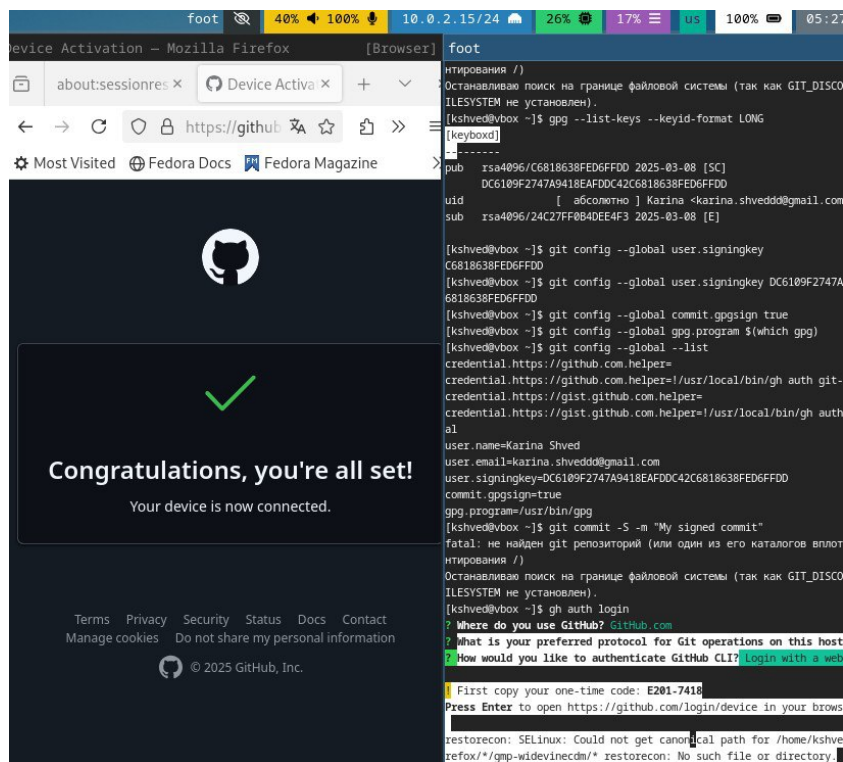 foot 40% 100% 10.0.2.15/24 26% 17% us 100% 05:27
Device Activation — Mozilla Firefox [Browser]
about:sessionres
Device Activa
https://github
Most Visited Fedora Docs Fedora Magazine
Congratulations, you're all set!
Your device is now connected.
Terms Privacy Security Status Docs Contact
Manage cookies Do not share my personal information
© 2025 GitHub, Inc.
foot
нтирования /)
Останавливаю поиск на границе файловой системы (так как GIT_DISCO
ILESYSTEM не установлен).
[kshved@vbox ~]$ gpg --list-keys --keyid-format LONG
[keyboxd]
---------
pub rsa4096/C6818638FED6FFDD 2025-03-08 [SC]
DC6109F2747A9418EAFDDC42C6818638FED6FFDD
uid [ абсолютно ] Karina <karina.shveddd@gmail.com
sub rsa4096/24C27FF0B4DEE4F3 2025-03-08 [E]
[kshved@vbox ~]$ git config --global user.signingkey
C6818638FED6FFDD
[kshved@vbox ~]$ git config --global user.signingkey DC6109F2747A
6818638FED6FFDD
[kshved@vbox ~]$ git config --global commit.gpgsign true
[kshved@vbox ~]$ git config --global gpg.program $(which gpg)
[kshved@vbox ~]$ git config --global --list
credential.https://github.com.helper=
credential.https://github.com.helper=!/usr/local/bin/gh auth git-
credential.https://gist.github.com.helper=
credential.https://gist.github.com.helper=!/usr/local/bin/gh auth
al
user.name=Karina Shved
user.email=karina.shveddd@gmail.com
user.signingkey=DC6109F2747A9418EAFDDC42C6818638FED6FFDD
commit.gpgsign=true
gpg.program=/usr/bin/gpg
[kshved@vbox ~]$ git commit -S -m "My signed commit"
fatal: не найден git репозиторий (или один из его каталогов вплот
нтирования /)
Останавливаю поиск на границе файловой системы (так как GIT_DISCO
ILESYSTEM не установлен).
[kshved@vbox ~]$ gh auth login
? Where do you use GitHub? GitHub.com
? What is your preferred protocol for Git operations on this host
? How would you like to authenticate GitHub CLI? Login with a web
! First copy your one-time code: E201-7418
Press Enter to open https://github.com/login/device in your brows
restorecon: SELinux: Could not get canonical path for /home/kshve
refox/*/gmp-widevinecdm/* restorecon: No such file or directory.